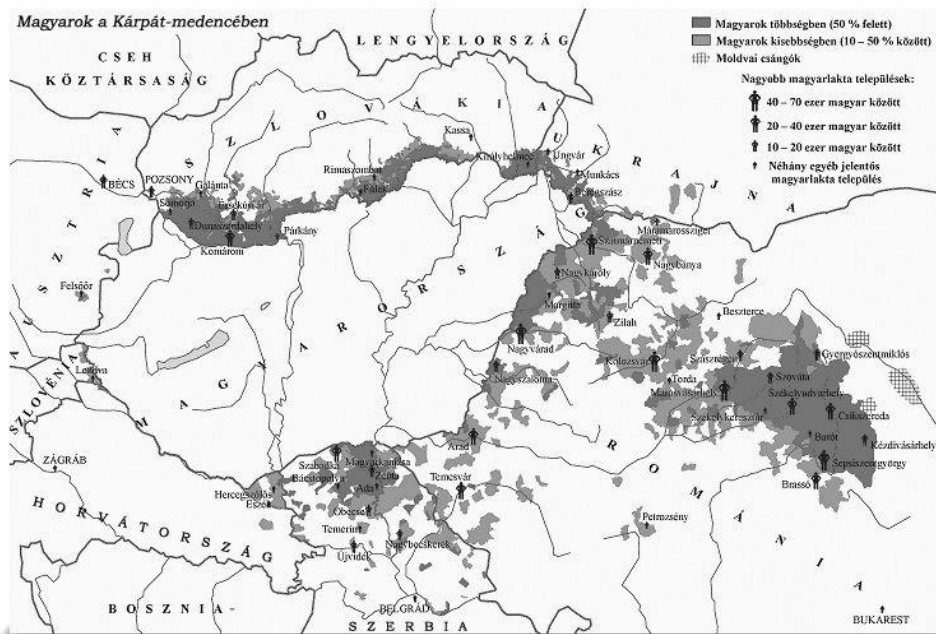 Magyarok a Kárpát-medencében
Magyarok többségben (50 % felett)
Magyarok kisebbségben (10 – 50 % között)
Moldvai csángók
Nagyobb magyarlakta települések:
40 – 70 ezer magyar között
20 – 40 ezer magyar között
10 – 20 ezer magyar között
Néhány egyéb jelentős
magyarlakta település
LENGYELORSZÁG
CSEH
KÖZTÁRSASÁG
SZLOVÁKIA
UKRAJNA
AUSZTRIA
MAGYARORSZÁG
SZLOVÉNIA
HORVÁTORSZÁG
BOSZNIA-
SZERBIA
ROMÁNIA
BÉCS
POZSONY
Galánta
Somorja
Érsekújvár
Dunaszerdahely
Komárom
Párkány
Rimaszombat
Fülek
Kassa
Királyhelmec
Ungvár
Munkács
Beregszász
Máramarossziget
Szatmárnémeti
Nagybánya
Nagykároly
Margitta
Zilah
Beszterce
Nagyvárad
Kolozsvár
Szászrégen
Gyergyószentmiklós
Nagyszalonta
Torda
Szováta
Marosvásárhely
Székelyudvarhely
Székelykeresztúr
Csíkszereda
Arad
Barót
Kézdivásárhely
Sepsiszentgyörgy
Brassó
Temesvár
Petrozsény
Felsőőr
Lendva
ZÁGRÁB
Szabadka
Magyarkanizsa
Bácstopolya
Zenta
Ada
Hercegszőlős
Eszék
Óbecse
Temerin
Nagybecskerek
Újvidék
BELGRÁD
BUKAREST